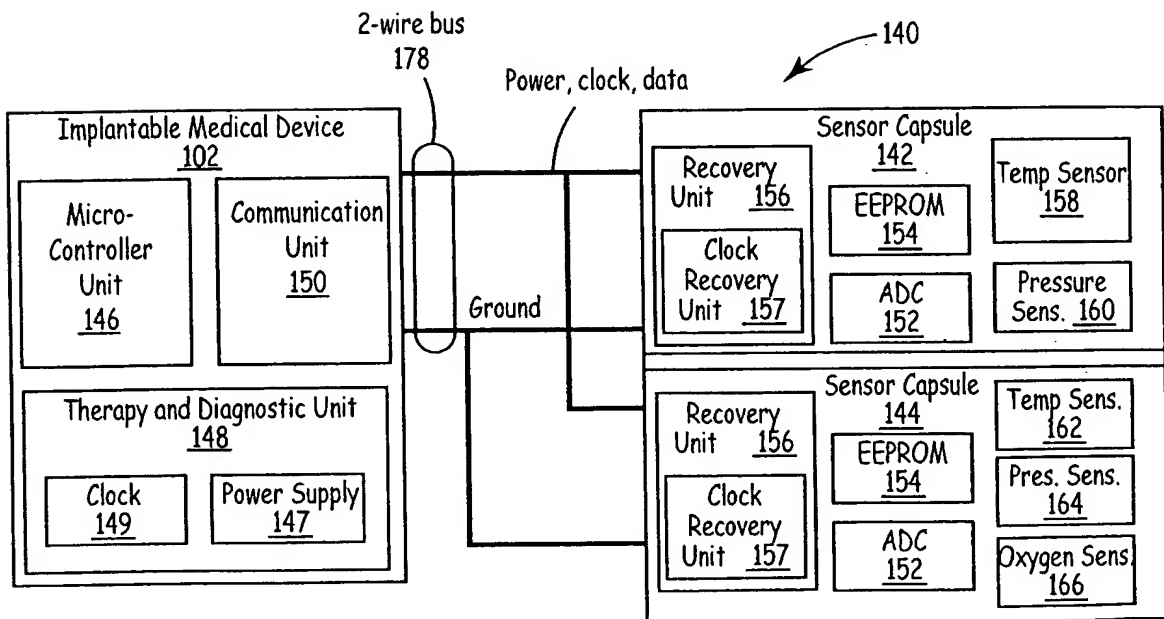 2-wire bus
178
140
Power, clock, data
Implantable Medical Device
102
Micro-
Controller
Unit
146
Communication
Unit
150
Ground
Therapy and Diagnostic Unit
148
Clock
149
Power Supply
147
Sensor Capsule
142
Recovery
Unit 156
Clock
Recovery
Unit 157
EEPROM
154
ADC
152
Temp Sensor
158
Pressure
Sens. 160
Sensor Capsule
144
Recovery
Unit 156
Clock
Recovery
Unit 157
EEPROM
154
ADC
152
Temp Sens.
162
Pres. Sens.
164
Oxygen Sens.
166